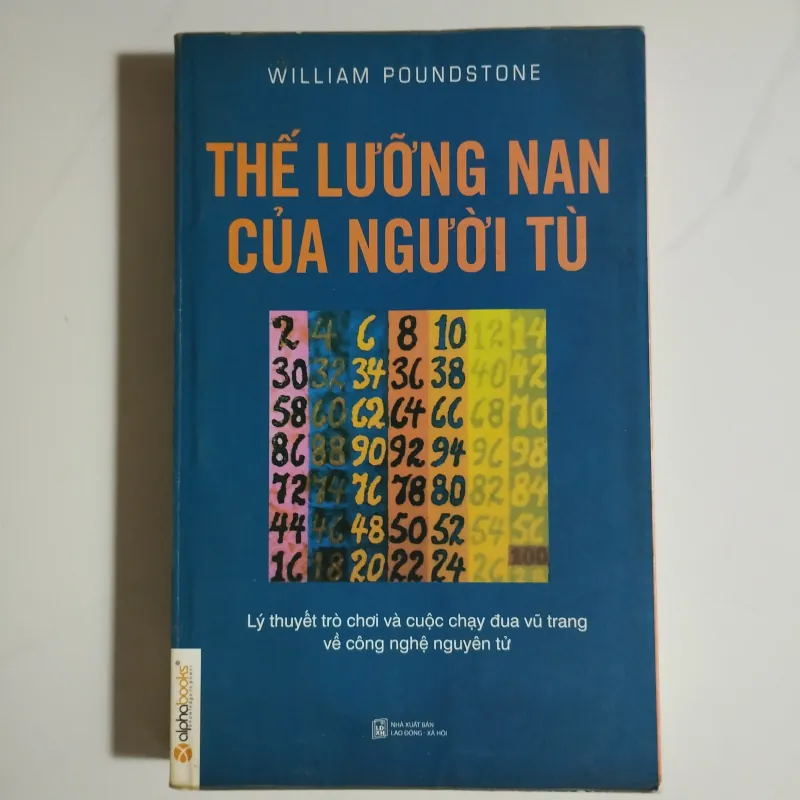 WILLIAM POUNDSTONE
THẾ LƯỠNG NAN
CỦA NGƯỜI TÙ
2 4 6 8 10 12 14
30 32 34 36 38 40 42
58 60 62 64 66 68 70
86 88 90 92 94 96 98
72 74 76 78 80 82 84
44 46 48 50 52 54 56
100
16 18 20 22 24 26
Lý thuyết trò chơi và cuộc chạy đua vũ trang
về công nghệ nguyên tử
alphabooks®
NHÀ XUẤT BẢN
LAO ĐỘNG - XÃ HỘI